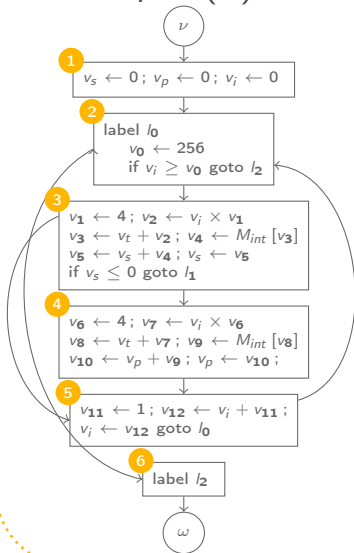 ν
1
v_s ← 0 ; v_p ← 0 ; v_i ← 0
2
label l_0
v_0 ← 256
if v_i ≥ v_0 goto l_2
3
v_1 ← 4 ; v_2 ← v_i × v_1
v_3 ← v_t + v_2 ; v_4 ← M_int [v_3]
v_5 ← v_s + v_4 ; v_s ← v_5
if v_s ≤ 0 goto l_1
4
v_6 ← 4 ; v_7 ← v_i × v_6
v_8 ← v_t + v_7 ; v_9 ← M_int [v_8]
v_10 ← v_p + v_9 ; v_p ← v_10 ;
5
v_11 ← 1 ; v_12 ← v_i + v_11 ;
v_i ← v_12 goto l_0
6
label l_2
ω